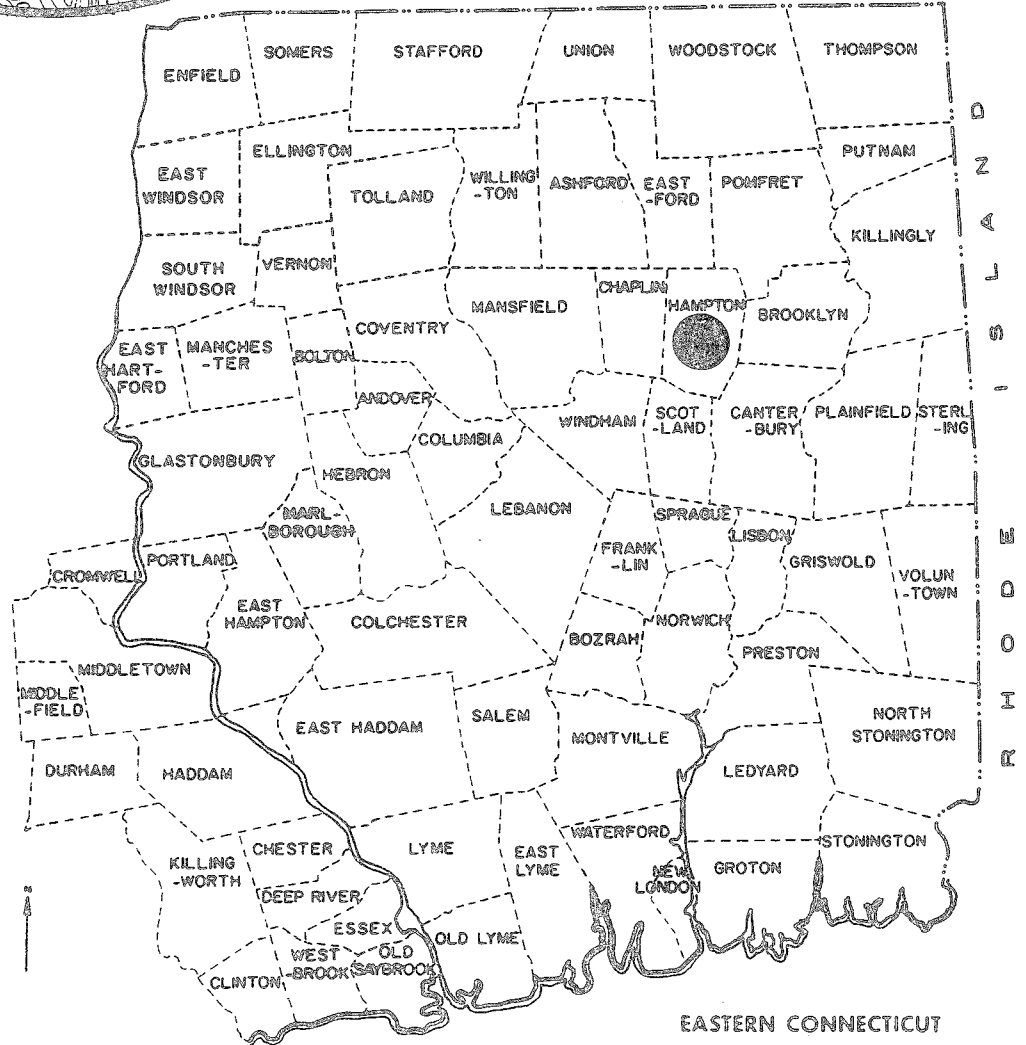 SOMERS
STAFFORD
UNION
WOODSTOCK
THOMPSON
ENFIELD
ELLINGTON
PUTNAM
EAST
WINDSOR
TOLLAND
WILLING
-TON
ASHFORD
EAST
-FORD
POMFRET
KILLINGLY
SOUTH
WINDSOR
VERNON
MANSFIELD
CHAPLIN
HAMPTON
BROOKLYN
COVENTRY
EAST
HART-
FORD
MANCHES
-TER
BOLTON
ANDOVER
WINDHAM
SCOT
-LAND
CANTER
-BURY
PLAINFIELD
STERL
-ING
COLUMBIA
GLASTONBURY
HEBRON
LEBANON
MARL-
BOROUGH
SPRAGUE
LISBON
FRANK
-LIN
GRISWOLD
VOLUN
-TOWN
PORTLAND
CROMWELL
EAST
HAMPTON
COLCHESTER
BOZRAH
NORWICH
PRESTON
MIDDLETOWN
MIDDLE
-FIELD
EAST HADDAM
SALEM
MONTVILLE
NORTH
STONINGTON
DURHAM
HADDAM
LEDYARD
RHODE ISLAND
KILLING
-WORTH
CHESTER
LYME
EAST
LYME
WATERFORD
NEW
LONDON
GROTON
STONINGTON
DEEP RIVER
ESSEX
OLD LYME
WEST
-BROOK
OLD
SAYBROOK
CLINTON
EASTERN CONNECTICUT